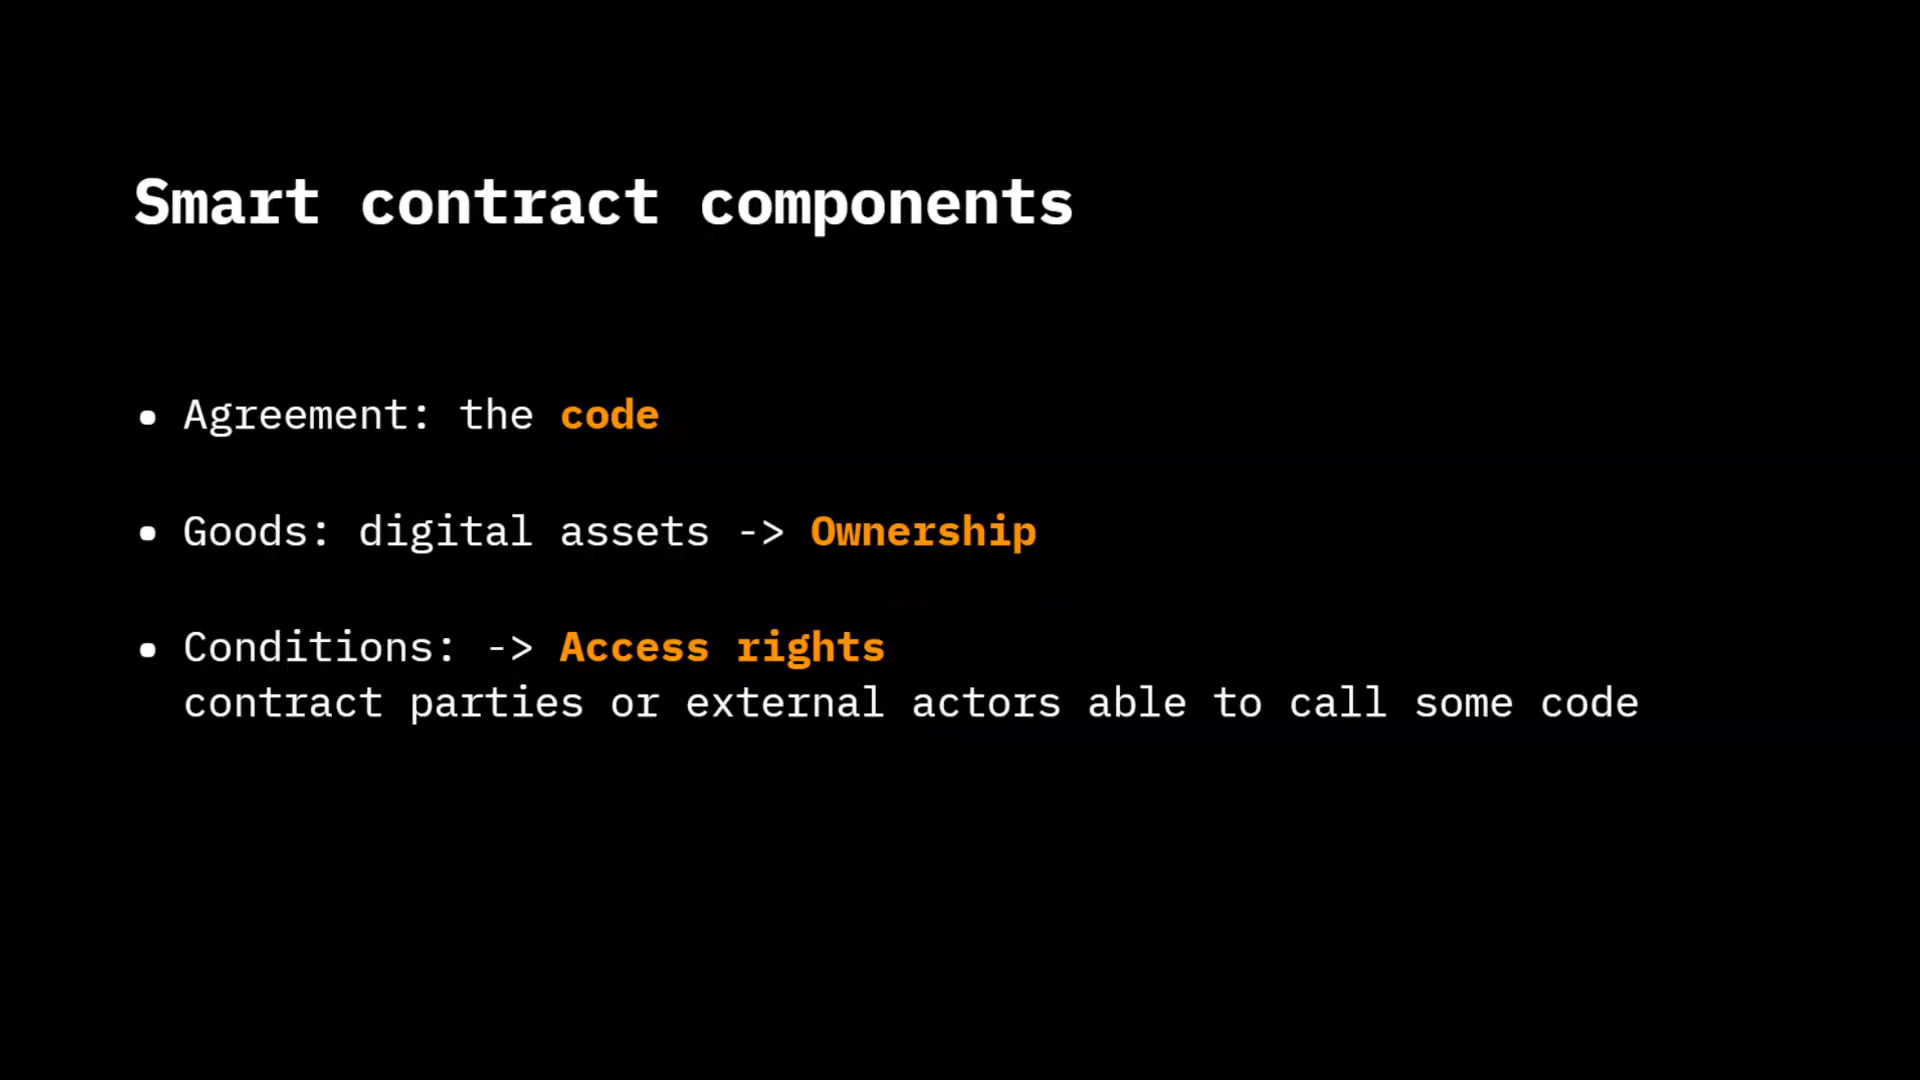 Smart contract components
• Agreement: the code
• Goods: digital assets -> Ownership
• Conditions: -> Access rights
contract parties or external actors able to call some code